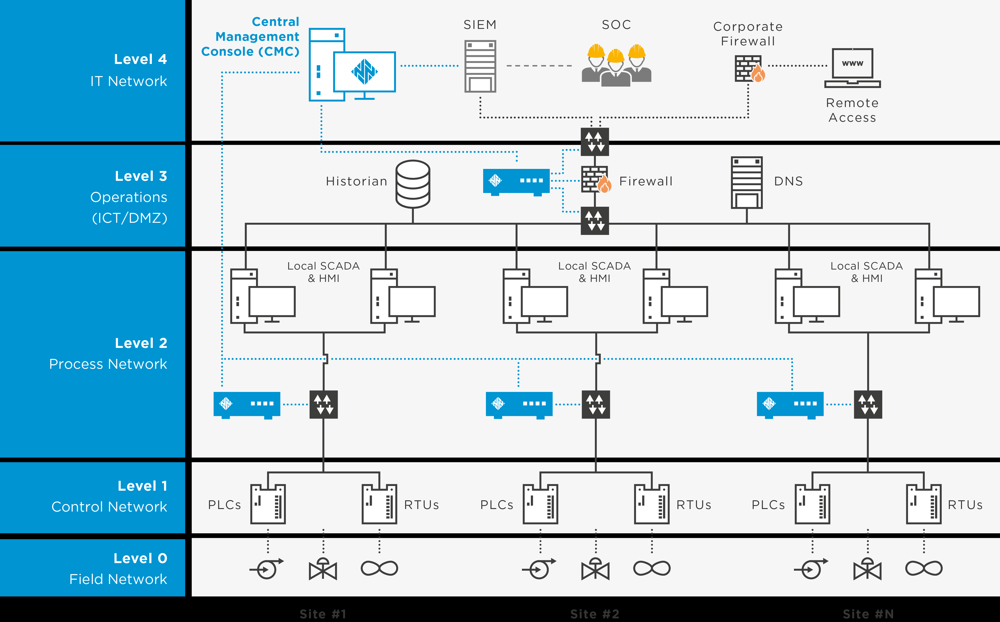 Level 4
IT Network
Central
Management
Console (CMC)
SIEM
SOC
Corporate
Firewall
www
Remote
Access
Level 3
Operations
(ICT/DMZ)
Historian
Firewall
DNS
Level 2
Process Network
Local SCADA
& HMI
Local SCADA
& HMI
Local SCADA
& HMI
Level 1
Control Network
PLCs
RTUs
PLCs
RTUs
PLCs
RTUs
Level 0
Field Network
Site #1
Site #2
Site #N